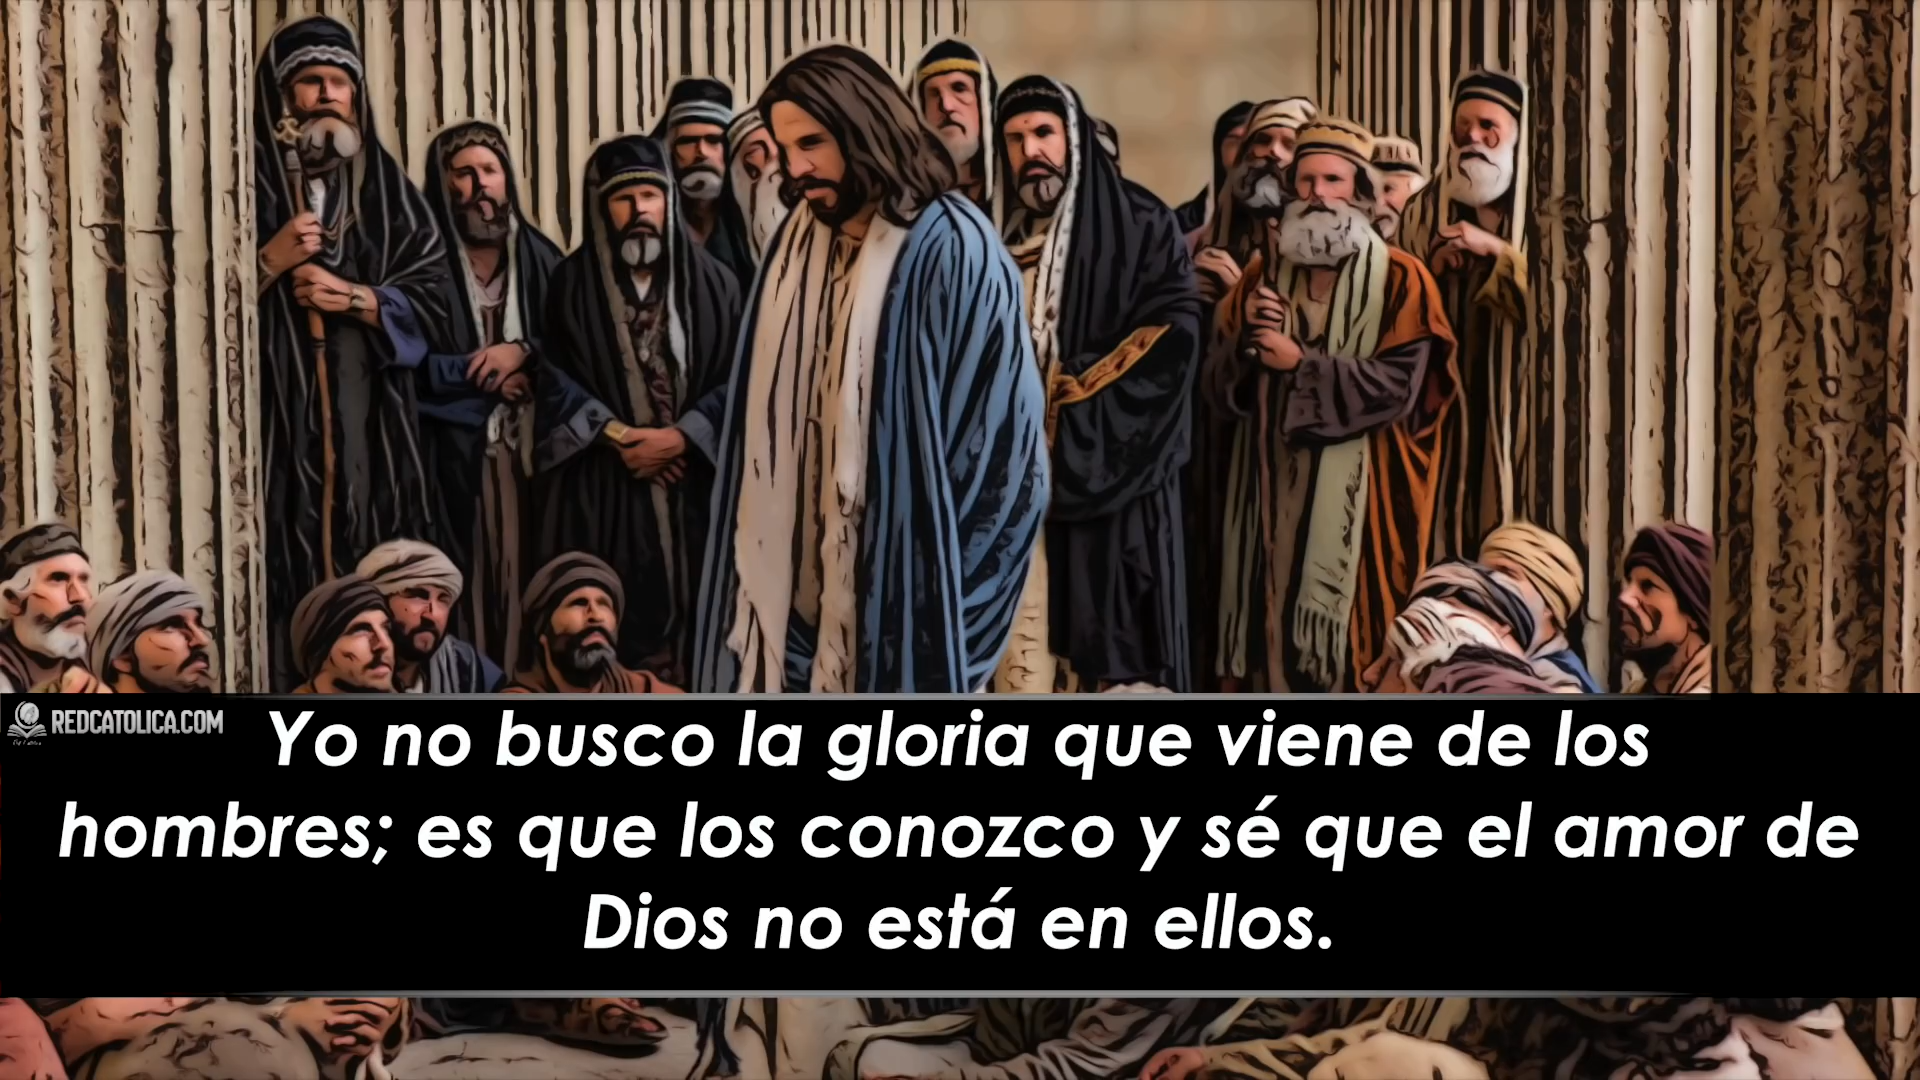 REDCATOLICA.COM
Yo no busco la gloria que viene de los
hombres; es que los conozco y sé que el amor de
Dios no está en ellos.